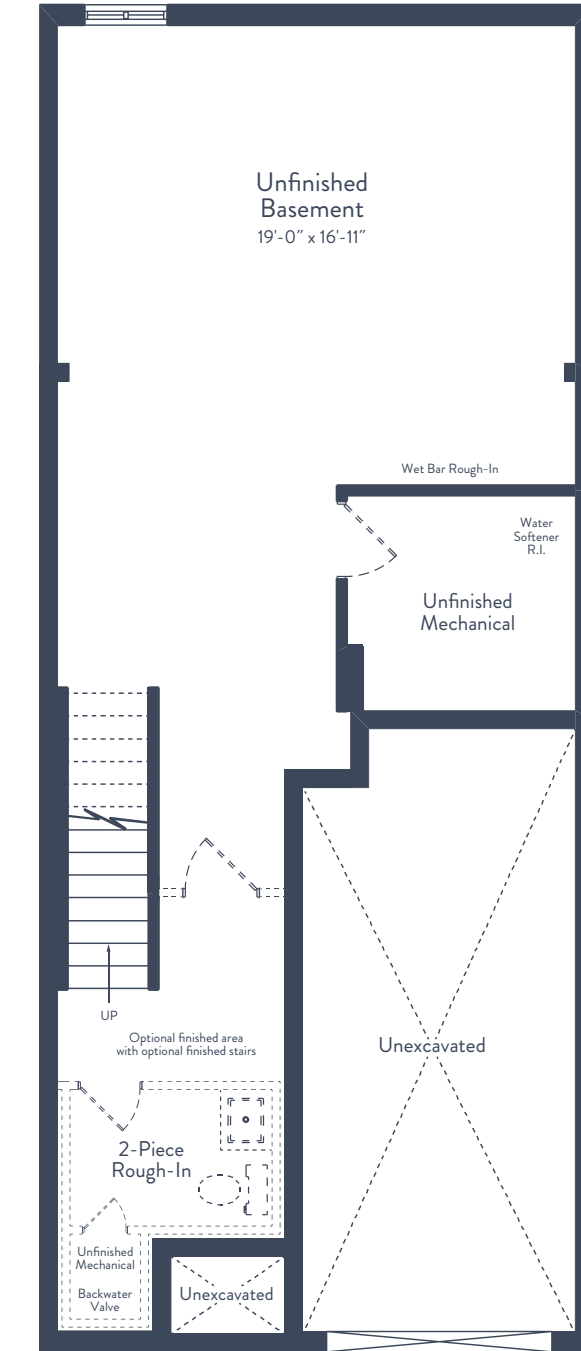 Unfinished
Basement
19'-0″ x 16'-11″
Wet Bar Rough-In
Water
Softener
R.I.
Unfinished
Mechanical
UP
Optional finished area
with optional finished stairs
Unexcavated
2-Piece
Rough-In
Unfinished
Mechanical
Backwater
Valve
Unexcavated